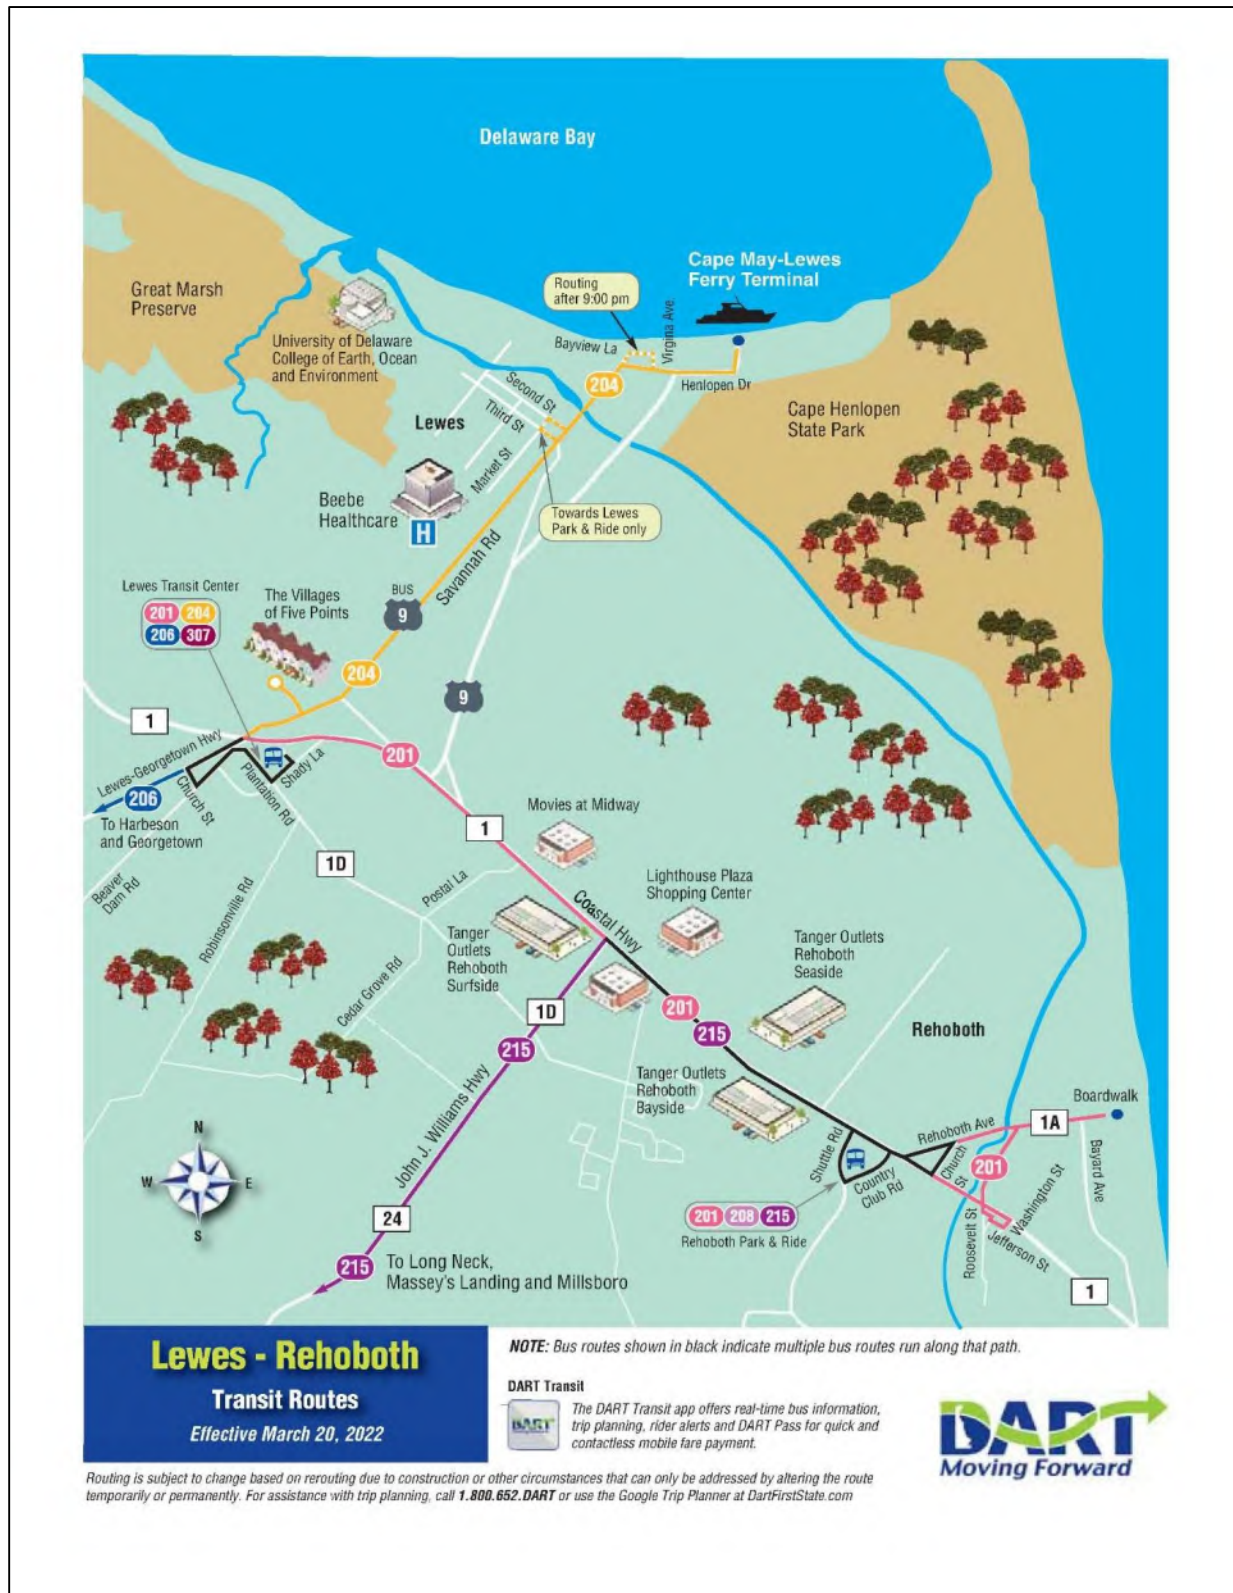 Delaware Bay
Cape May-Lewes
Ferry Terminal
Great Marsh
Preserve
Routing
after 9:00 pm
Virgina Ave
Bayview La
University of Delaware
College of Earth, Ocean
and Environment
204
Henlopen Dr
Second St
Third St
Lewes
Cape Henlopen
State Park
Market St
Beebe
Healthcare
H
Towards Lewes
Park & Ride only
Savannah Rd
Lewes Transit Center
201 204
206 307
The Villages
of Five Points
BUS
9
204
9
1
Lewes-Georgetown Hwy
201
Shady La
Plantation Rd
Church St
206
To Harbeson
and Georgetown
Movies at Midway
1
1D
Beaver
Dam Rd
Robinsonville Rd
Postal La
Lighthouse Plaza
Shopping Center
Coastal Hwy
Tanger
Outlets
Rehoboth
Surfside
Tanger Outlets
Rehoboth
Seaside
Cedar Grove Rd
1D
201
215
Rehoboth
215
Tanger Outlets
Rehoboth
Bayside
Boardwalk
John J. Williams Hwy
Rehoboth Ave
1A
Shuttle Rd
Country
Club Rd
Church
St
201
Washington St
Bayard Ave
N
W
E
S
24
201 208 215
Rehoboth Park & Ride
Roosevelt St
Jefferson St
215
To Long Neck,
Massey's Landing and Millsboro
1
Lewes - Rehoboth
Transit Routes
Effective March 20, 2022
NOTE: Bus routes shown in black indicate multiple bus routes run along that path.
DART Transit
DART
The DART Transit app offers real-time bus information,
trip planning, rider alerts and DART Pass for quick and
contactless mobile fare payment.
DART
Moving Forward
Routing is subject to change based on rerouting due to construction or other circumstances that can only be addressed by altering the route
temporarily or permanently. For assistance with trip planning, call 1.800.652.DART or use the Google Trip Planner at DartFirstState.com